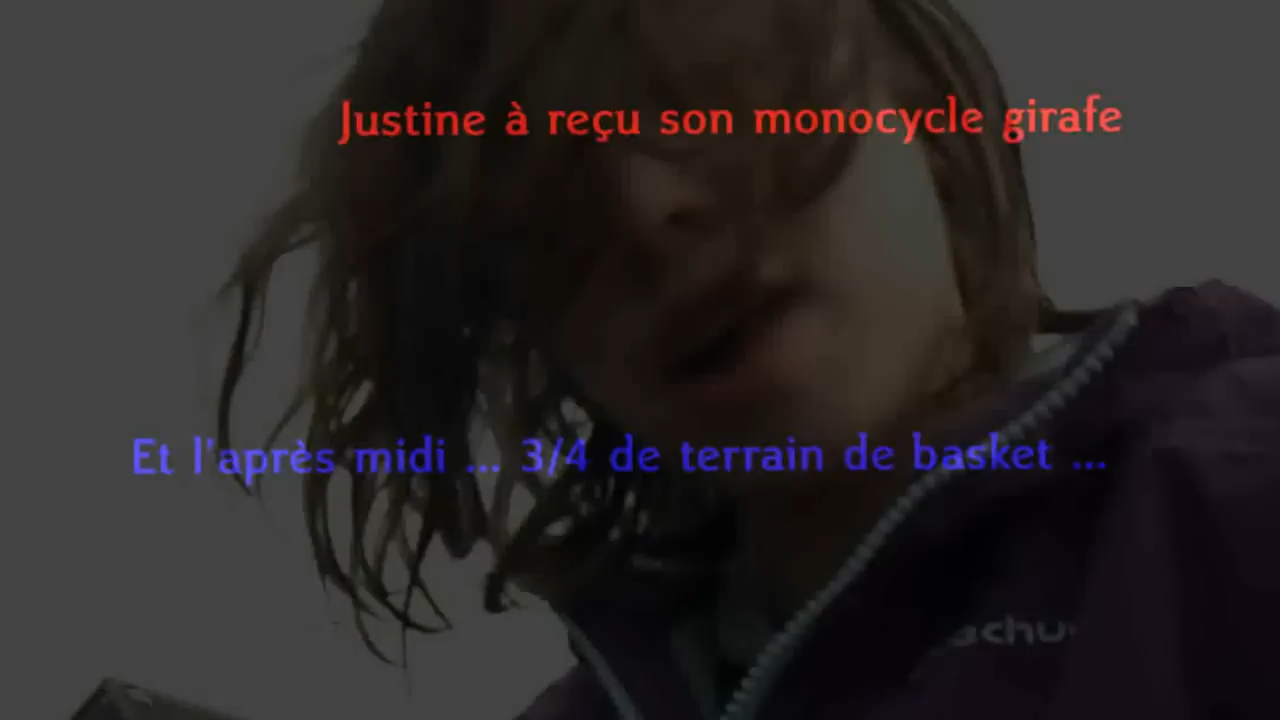 Justine à reçu son monocycle girafe
Et l'après midi ... 3/4 de terrain de basket ...